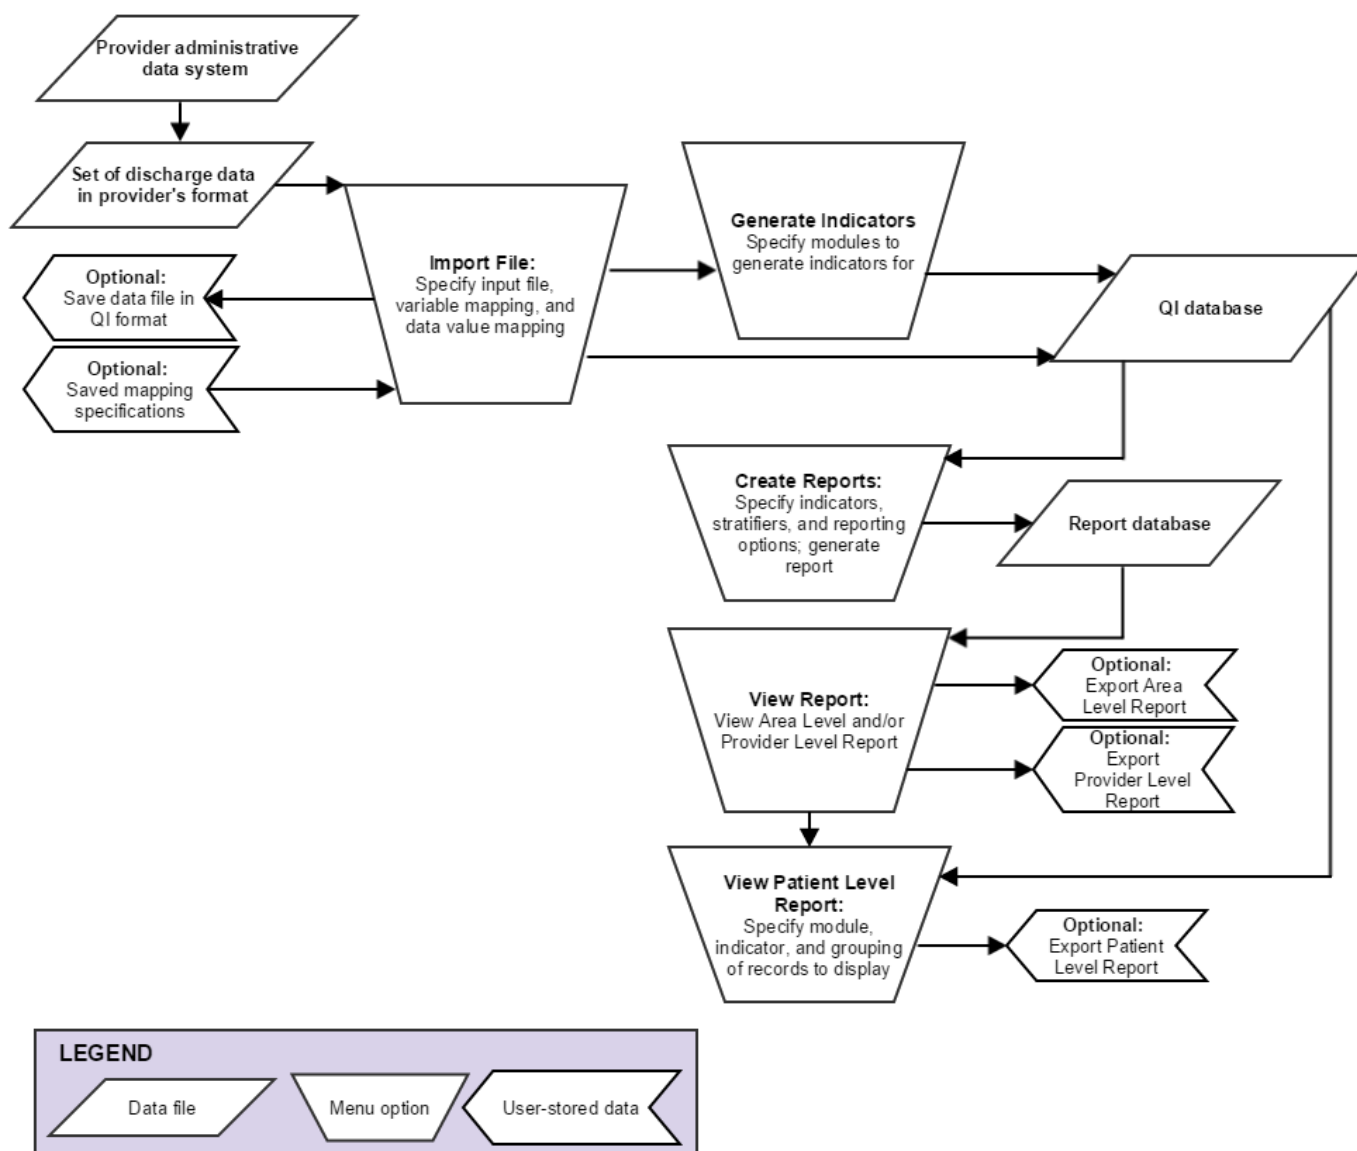 Provider administrative
data system
Set of discharge data
in provider's format
Optional:
Save data file in
QI format
Optional:
Saved mapping
specifications
Import File:
Specify input file,
variable mapping, and
data value mapping
Generate Indicators
Specify modules to
generate indicators for
QI database
Create Reports:
Specify indicators,
stratifiers, and reporting
options; generate
report
Report database
View Report:
View Area Level and/or
Provider Level Report
Optional:
Export Area
Level Report
Optional:
Export
Provider Level
Report
View Patient Level
Report:
Specify module,
indicator, and grouping
of records to display
Optional:
Export Patient
Level Report
LEGEND
Data file
Menu option
User-stored data